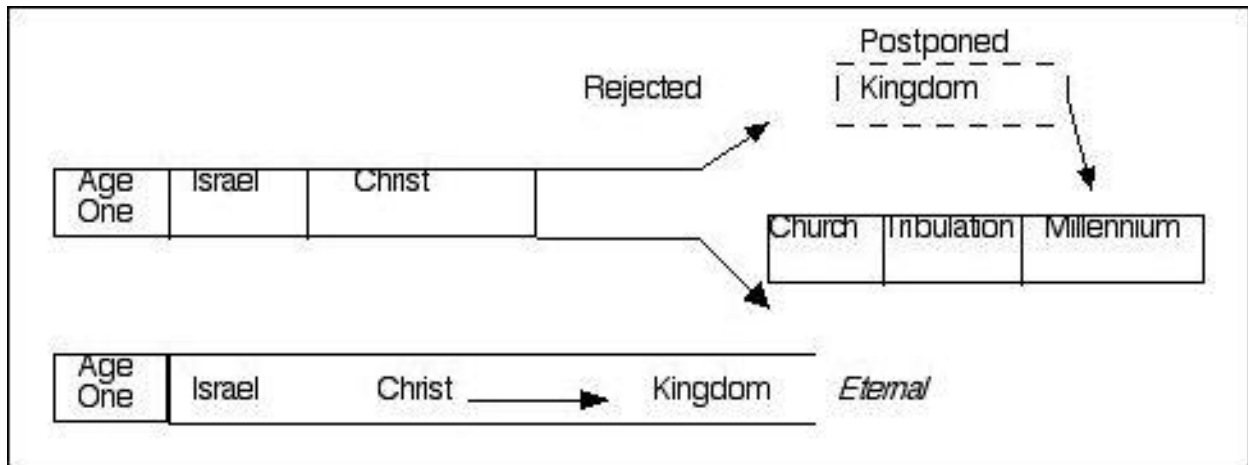 Postponed
Rejected Kingdom
Age One Israel Christ
Church Tribulation Millennium
Age One Israel Christ Kingdom Eternal